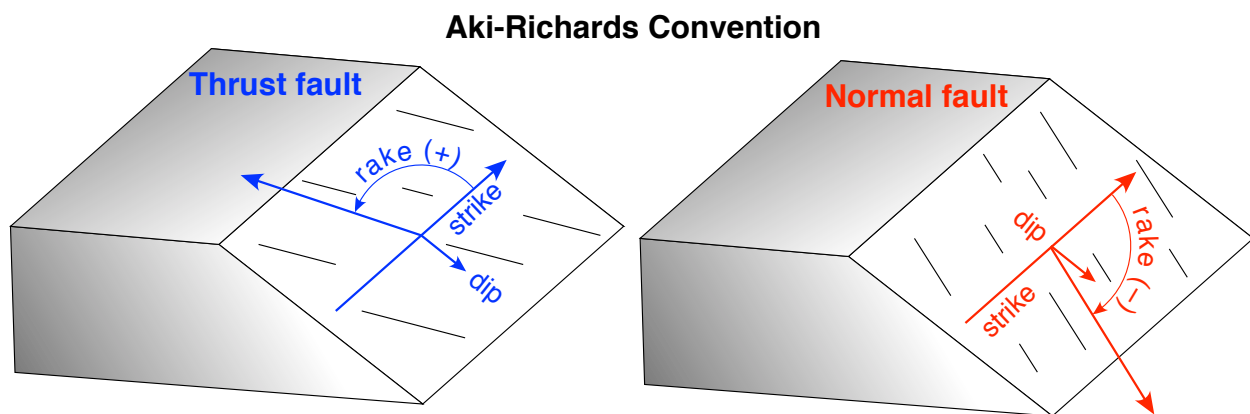 Aki-Richards Convention
Thrust fault
rake (+)
strike
dip
Normal fault
dip
rake (−)
strike